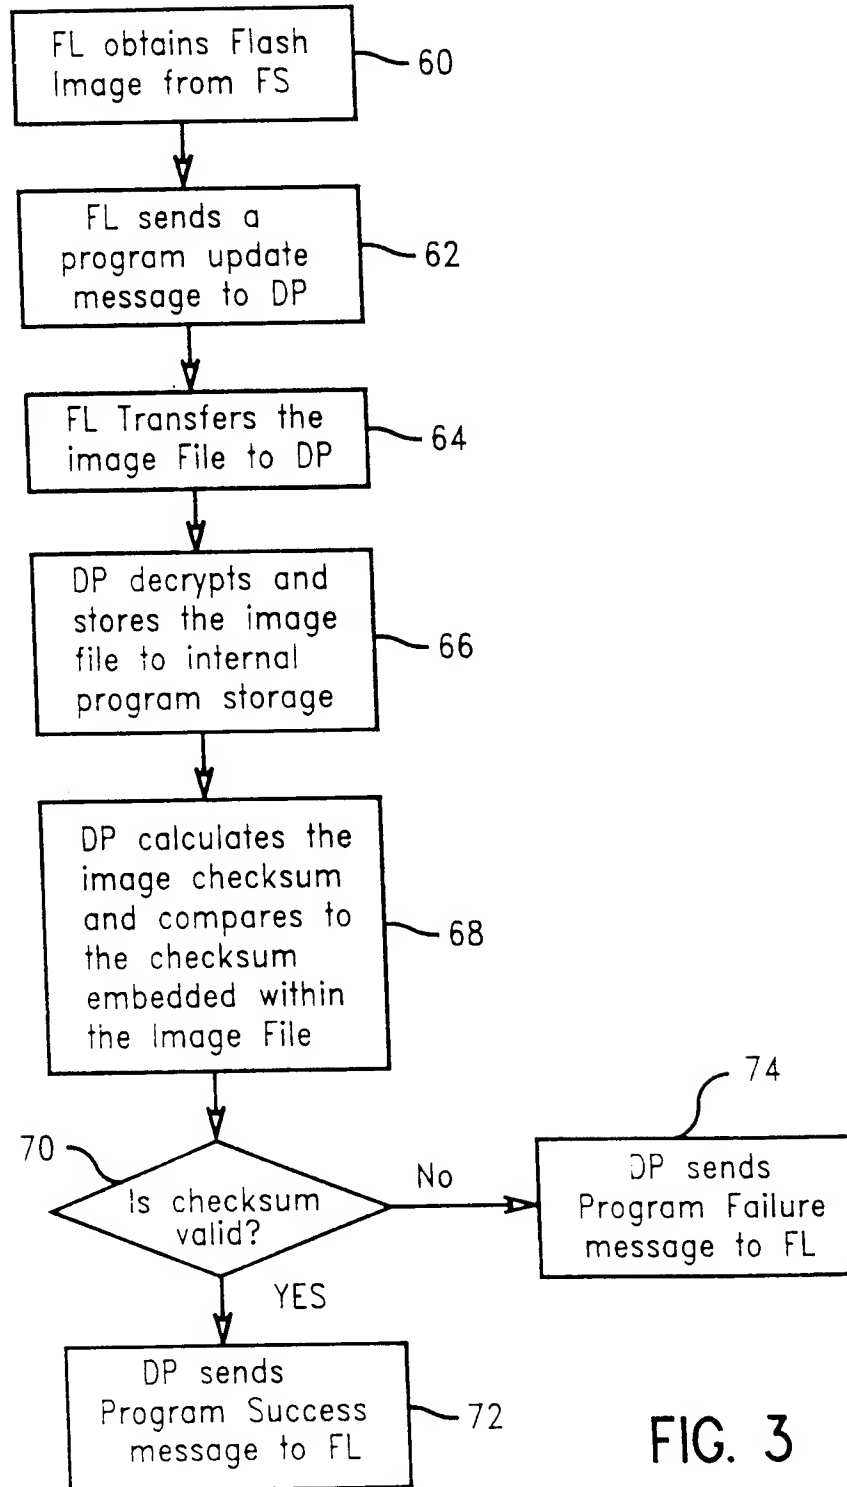 FL obtains Flash
Image from FS
60
FL sends a
program update
message to DP
62
FL Transfers the
image File to DP
64
DP decrypts and
stores the image
file to internal
program storage
66
DP calculates the
image checksum
and compares to
the checksum
embedded within
the Image File
68
70
Is checksum
valid?
No
74
DP sends
Program Failure
message to FL
YES
DP sends
Program Success
message to FL
72
FIG. 3